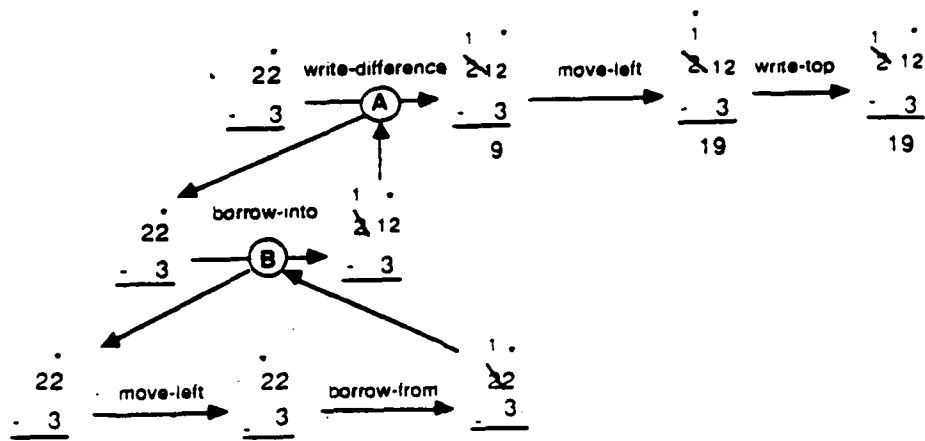 22 write-difference 1 2 12 move-left 1 2 12 write-top 1 2 12
- 3 A - 3 - 3 - 3
9 19 19
22 borrow-into 1 2 12
- 3 B - 3
22 move-left 22 borrow-from 1 22
- 3 - 3 - 3